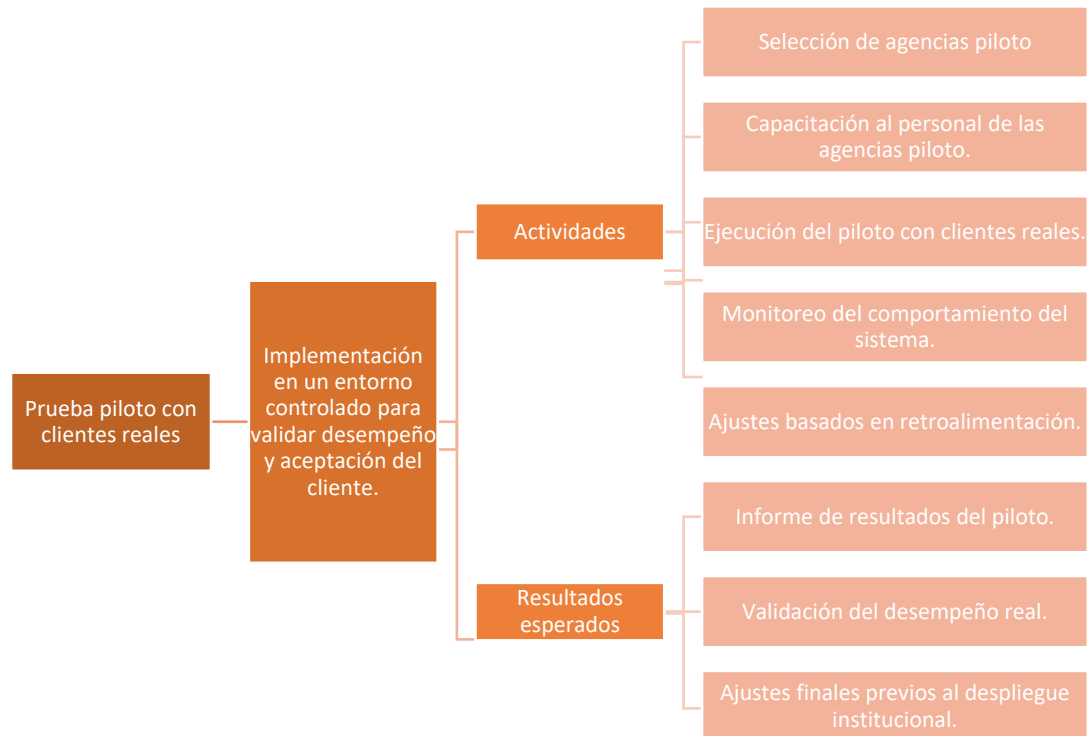 Prueba piloto con
clientes reales
Implementación
en un entorno
controlado para
validar desempeño
y aceptación del
cliente.
Actividades
Selección de agencias piloto
Capacitación al personal de las
agencias piloto.
Ejecución del piloto con clientes reales.
Monitoreo del comportamiento del
sistema.
Ajustes basados en retroalimentación.
Resultados
esperados
Informe de resultados del piloto.
Validación del desempeño real.
Ajustes finales previos al despliegue
institucional.